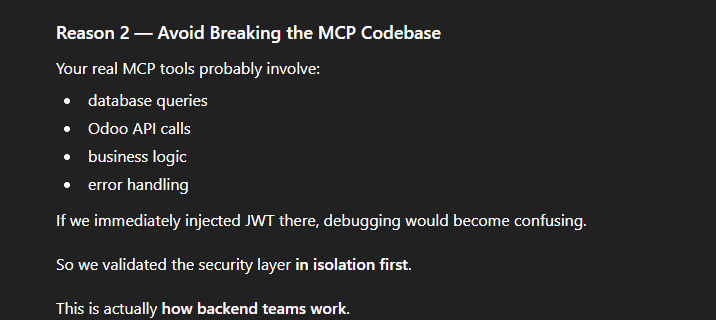 Reason 2 — Avoid Breaking the MCP Codebase
Your real MCP tools probably involve:
• database queries
• Odoo API calls
• business logic
• error handling
If we immediately injected JWT there, debugging would become confusing.
So we validated the security layer in isolation first.
This is actually how backend teams work.